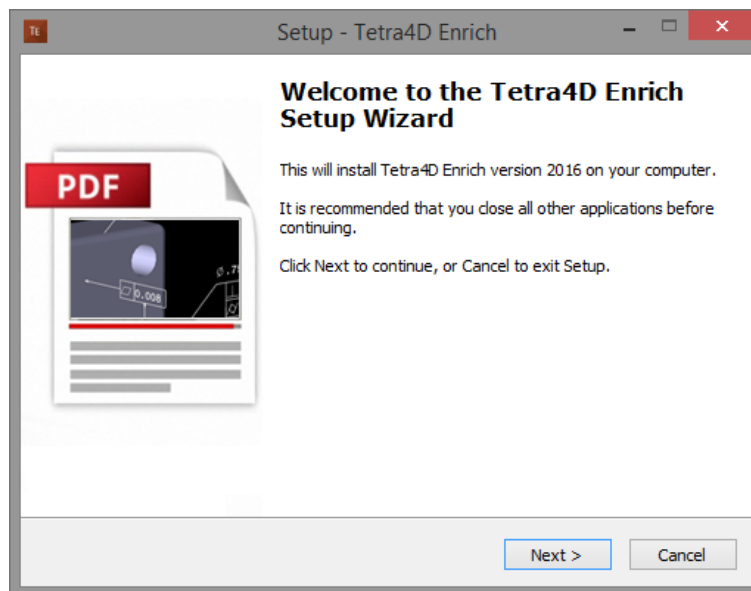 TE
Setup - Tetra4D Enrich
Welcome to the Tetra4D Enrich
Setup Wizard
This will install Tetra4D Enrich version 2016 on your computer.
It is recommended that you close all other applications before
continuing.
Click Next to continue, or Cancel to exit Setup.
PDF
0.008
Next >
Cancel